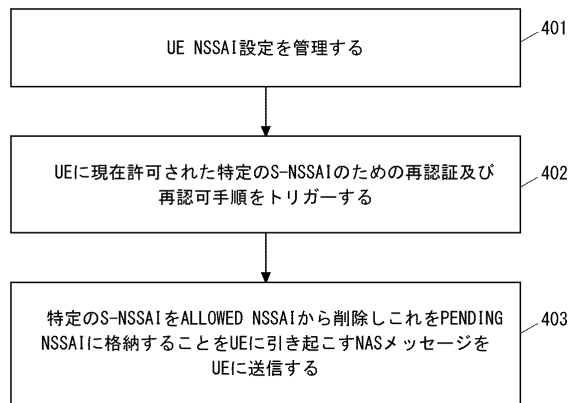 UE NSSAI設定を管理する
401
UEに現在許可された特定のS-NSSAIのための再認証及び
再認可手順をトリガーする
402
特定のS-NSSAIをALLOWED NSSAIから削除しこれをPENDING
NSSAIに格納することをUEに引き起こすNASメッセージを
UEに送信する
403